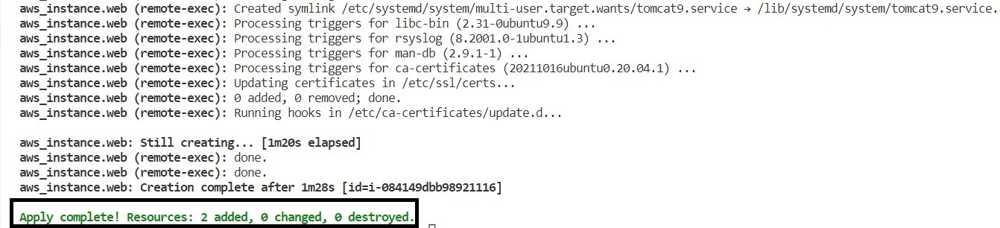 aws_instance.web (remote-exec): Created symlink /etc/systemd/system/multi-user.target.wants/tomcat9.service → /lib/systemd/system/tomcat9.service.
aws_instance.web (remote-exec): Processing triggers for libc-bin (2.31-0ubuntu9.9) ...
aws_instance.web (remote-exec): Processing triggers for rsyslog (8.2001.0-1ubuntu1.3) ...
aws_instance.web (remote-exec): Processing triggers for man-db (2.9.1-1) ...
aws_instance.web (remote-exec): Processing triggers for ca-certificates (20211016ubuntu0.20.04.1) ...
aws_instance.web (remote-exec): Updating certificates in /etc/ssl/certs...
aws_instance.web (remote-exec): 0 added, 0 removed; done.
aws_instance.web (remote-exec): Running hooks in /etc/ca-certificates/update.d...
aws_instance.web: Still creating... [1m20s elapsed]
aws_instance.web (remote-exec): done.
aws_instance.web (remote-exec): done.
aws_instance.web: Creation complete after 1m28s [id=i-084149dbb98921116]
Apply complete! Resources: 2 added, 0 changed, 0 destroyed.